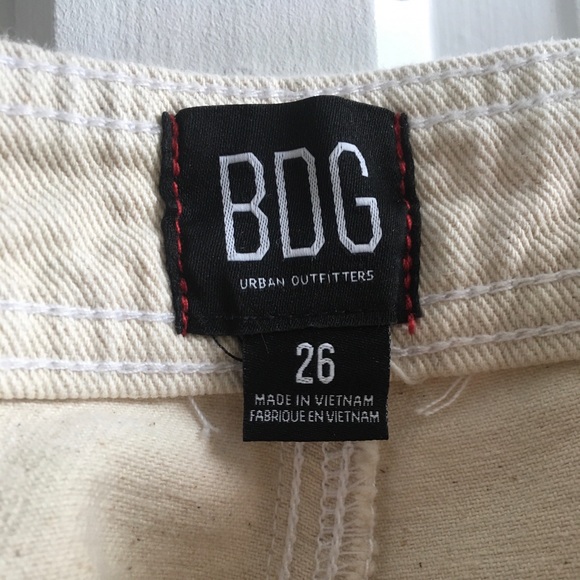 BDG
URBAN OUTFITTERS
26
MADE IN VIETNAM
FABRIQUE EN VIETNAM